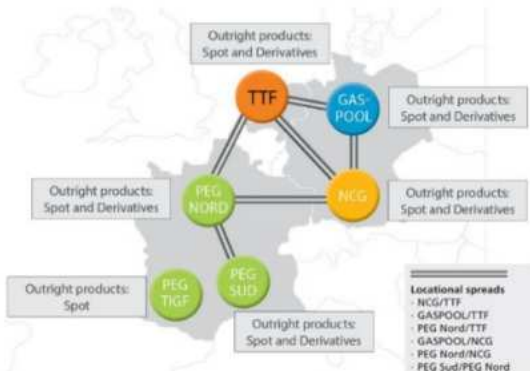 Outright products:
Spot and Derivatives
TTF
GAS-
POOL
Outright products:
Spot and Derivatives
PEG
NORD
Outright products:
Spot and Derivatives
NCG
Outright products:
Spot and Derivatives
PEG
TIGF
Outright products:
Spot
PEG
SUD
Outright products:
Spot and Derivatives
Locational spreads
- NCG/TTF
- GASPOOL/TTF
- PEG Nord/TTF
- GASPOOL/NCG
- PEG Nord/NCG
- PEG Sud/PEG Nord